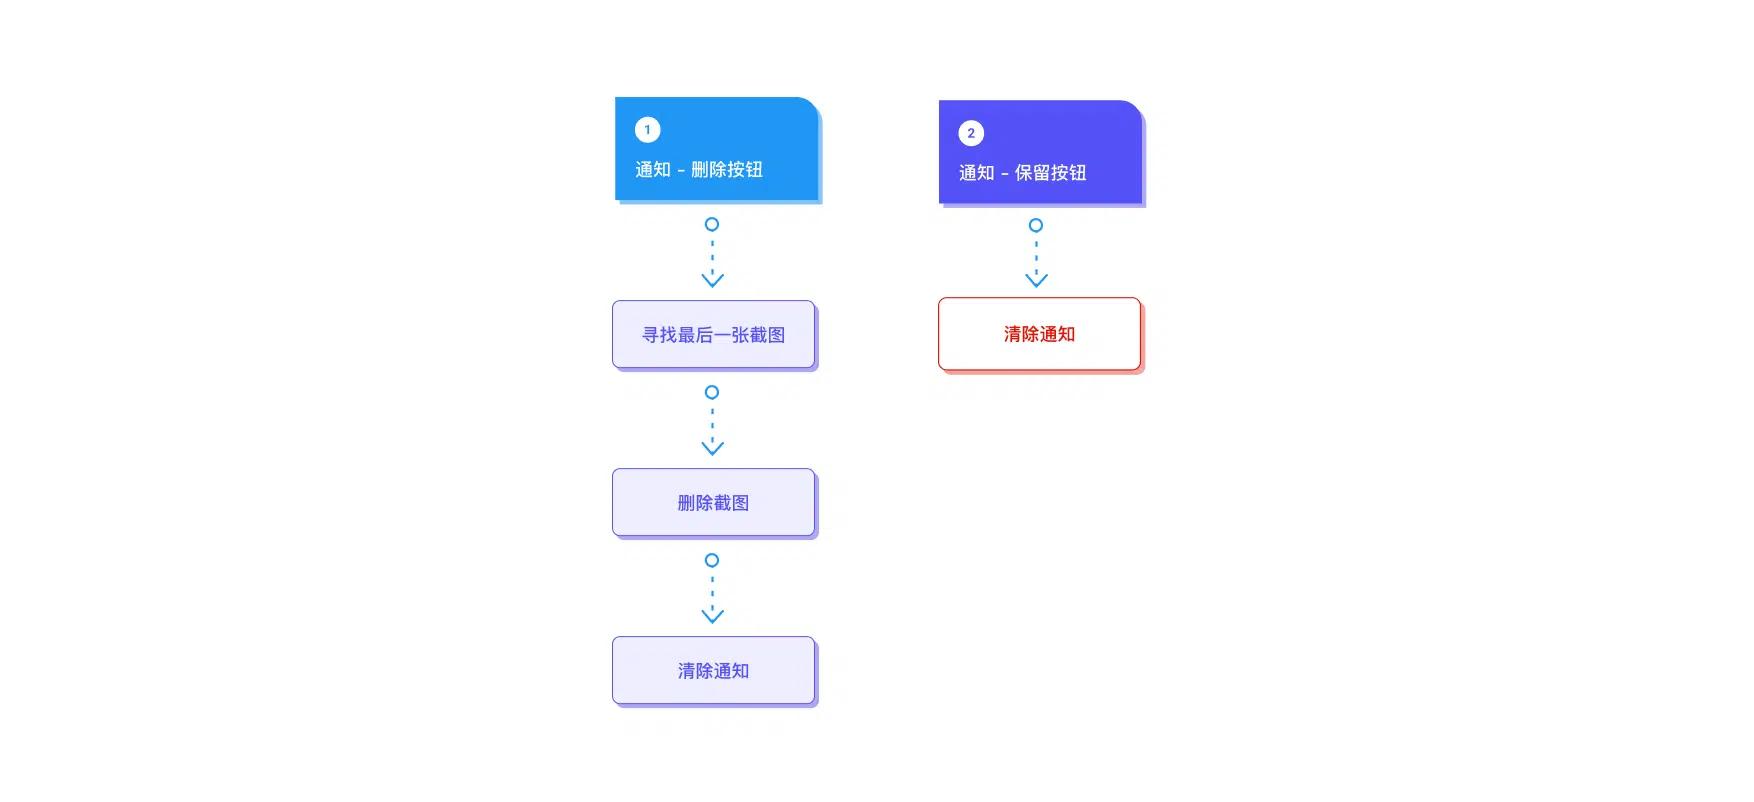 1
通知 - 删除按钮
寻找最后一张截图
删除截图
清除通知
2
通知 - 保留按钮
清除通知